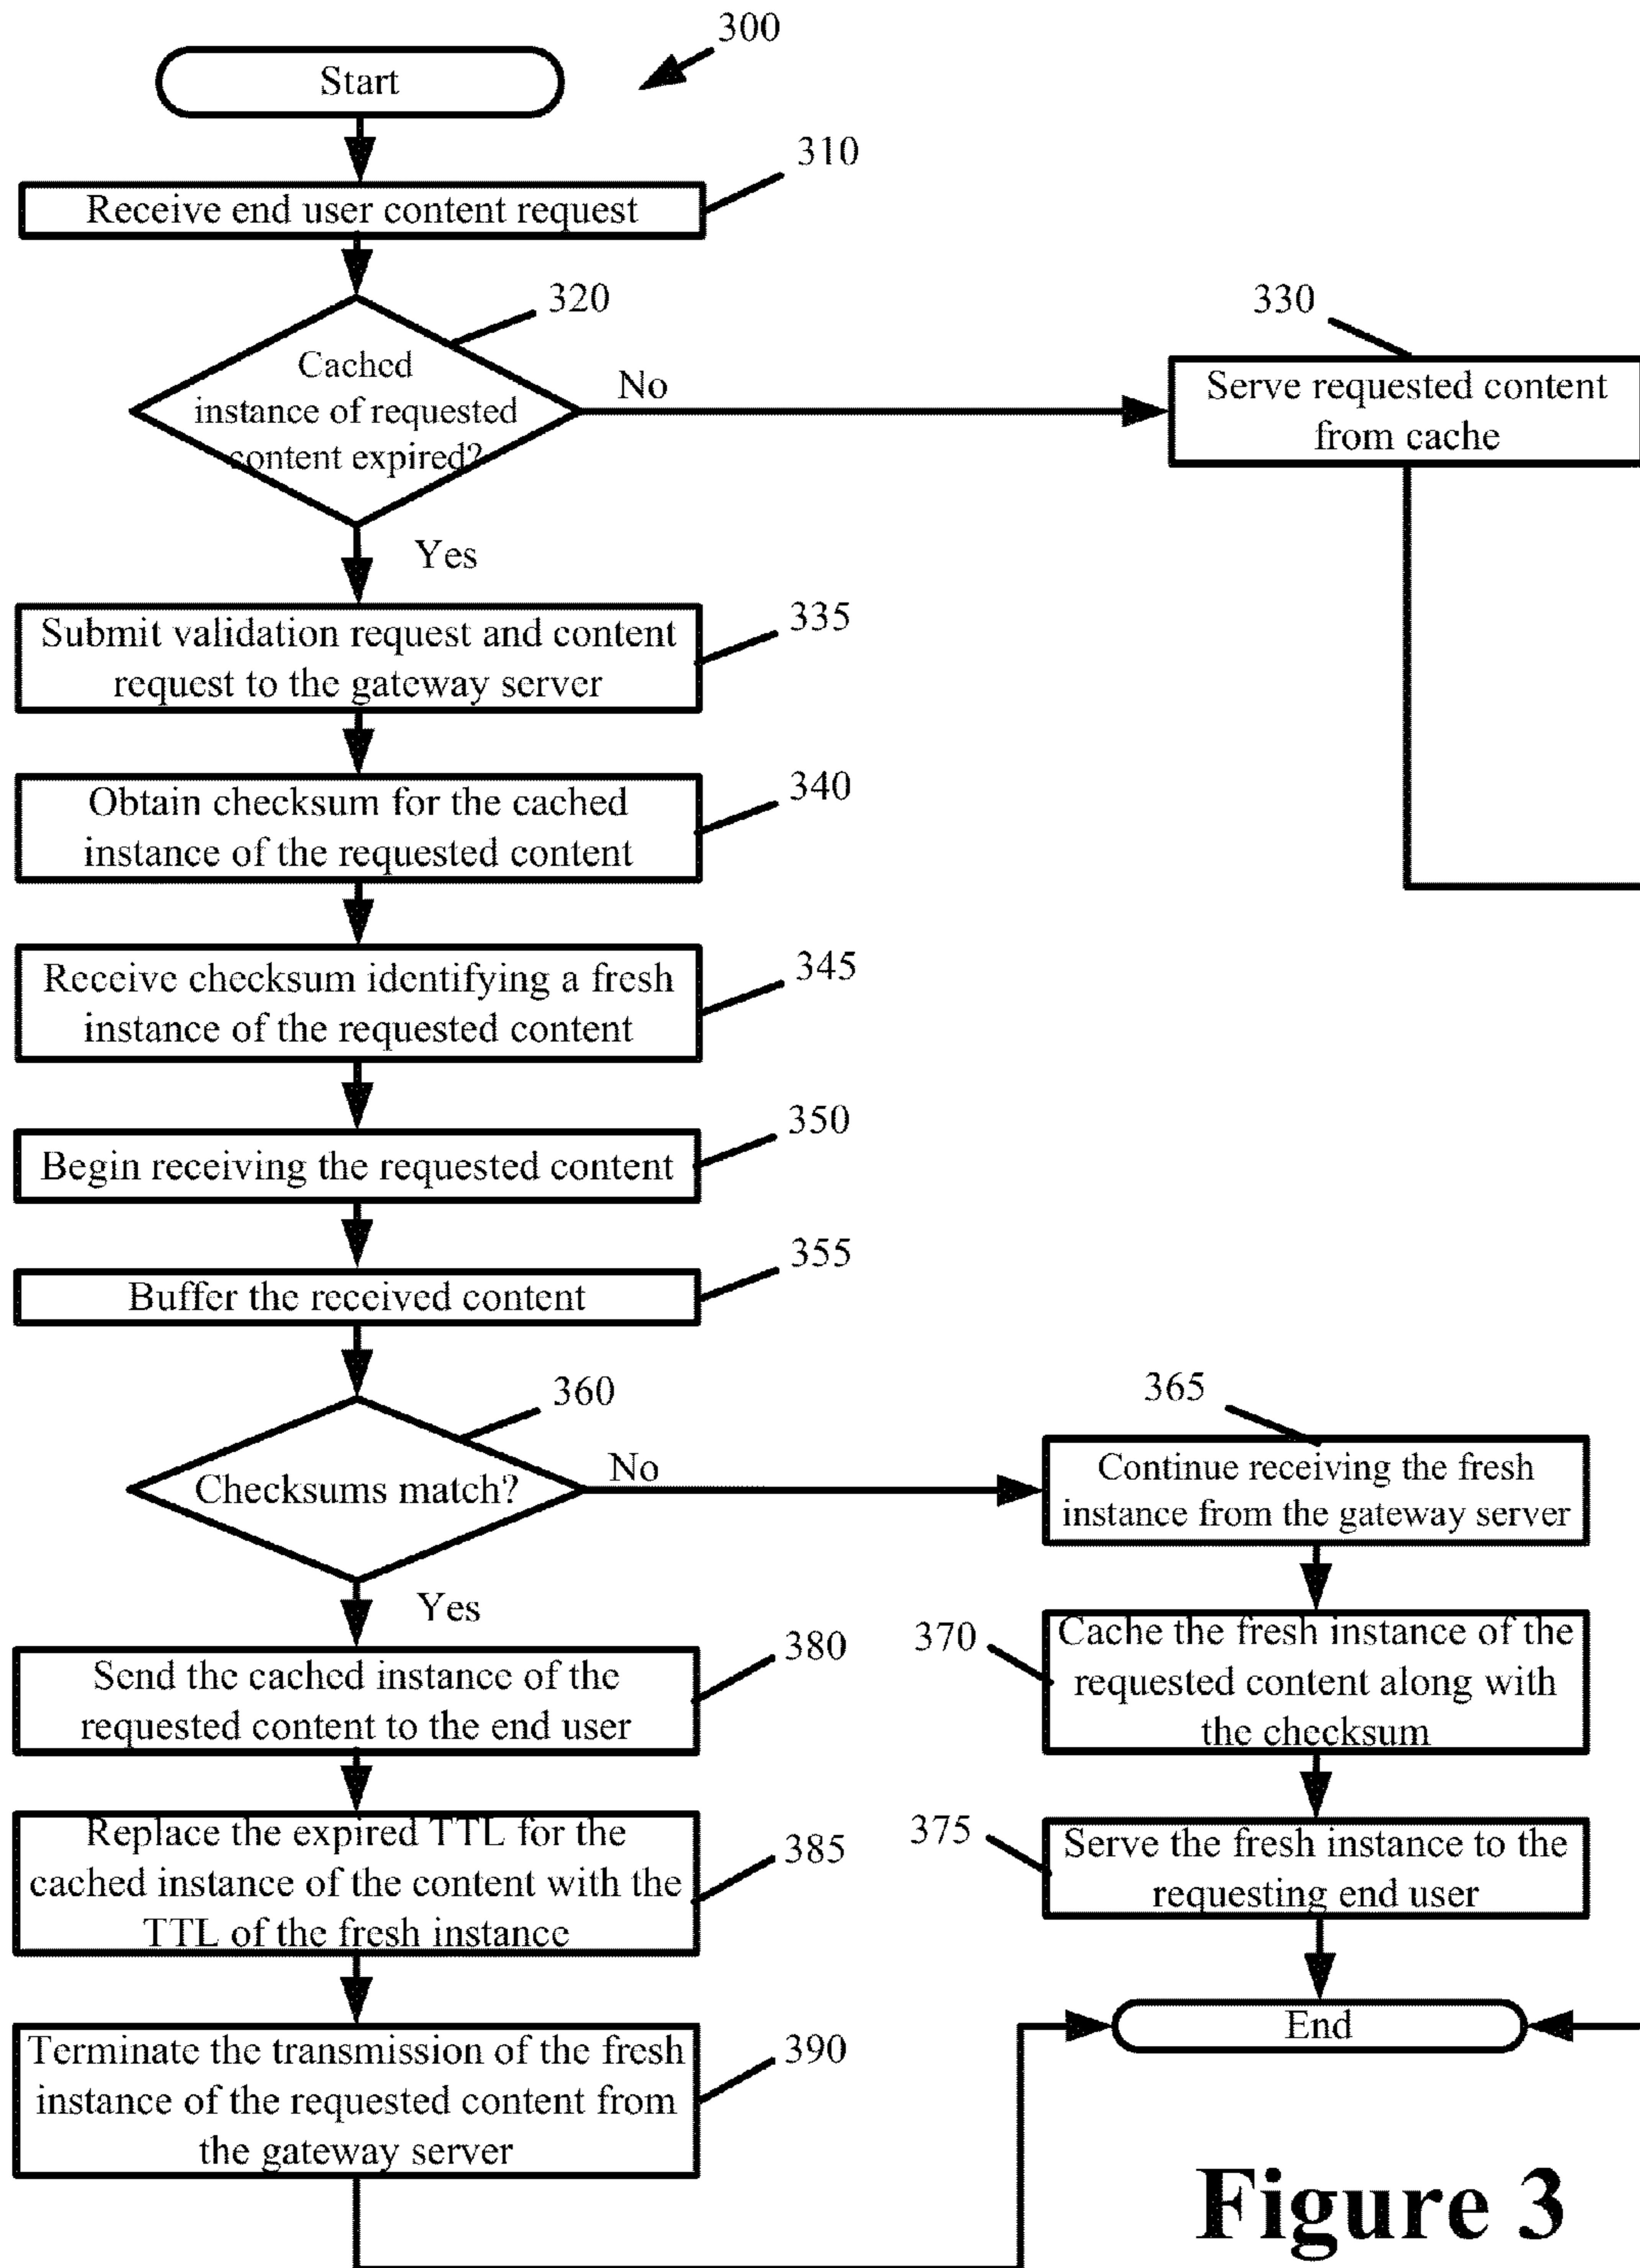 300
Start
310
Receive end user content request
320
Cached
instance of requested
content expired?
No
330
Serve requested content
from cache
Yes
335
Submit validation request and content
request to the gateway server
340
Obtain checksum for the cached
instance of the requested content
345
Receive checksum identifying a fresh
instance of the requested content
350
Begin receiving the requested content
355
Buffer the received content
360
Checksums match?
No
365
Continue receiving the fresh
instance from the gateway server
Yes
380
Send the cached instance of the
requested content to the end user
370
Cache the fresh instance of the
requested content along with
the checksum
385
Replace the expired TTL for the
cached instance of the content with the
TTL of the fresh instance
375
Serve the fresh instance to the
requesting end user
390
Terminate the transmission of the fresh
instance of the requested content from
the gateway server
End
Figure 3